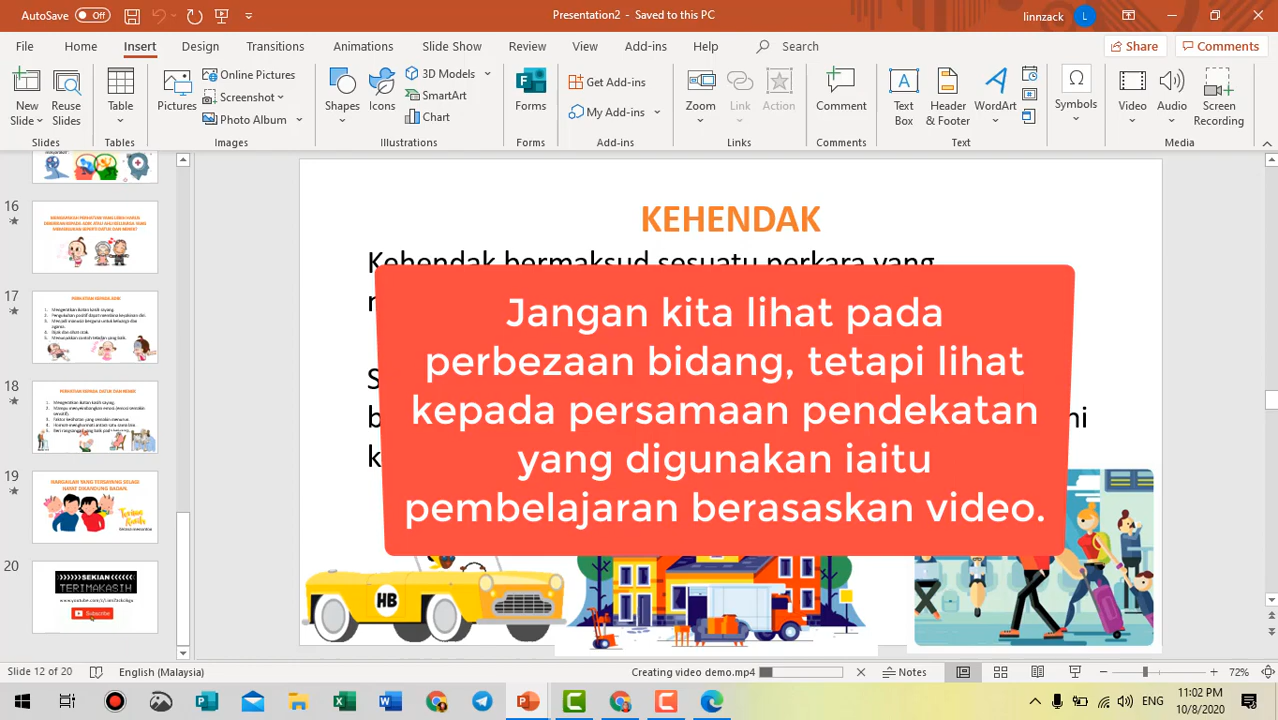 AutoSave Off
Presentation2 - Saved to this PC
linnzack L
File Home Insert Design Transitions Animations Slide Show Review View Add-ins Help Search
Share Comments
New Slide
Reuse Slides
Table
Pictures
Online Pictures
Screenshot
Photo Album
Shapes
Icons
3D Models
SmartArt
Chart
Forms
Get Add-ins
My Add-ins
Zoom
Link
Action
Comment
Text Box
Header & Footer
WordArt
Symbols
Video
Audio
Screen Recording
Slides Tables Images Illustrations Forms Add-ins Links Comments Text Media
16
17
18
19
20
SEKIAN
TERIMAKASIH
Subscribe
KEHENDAK
Kehendak bermaksud sesuatu perkara yang
Jangan kita lihat pada
perbezaan bidang, tetapi lihat
kepada persamaan pendekatan
yang digunakan iaitu
pembelajaran berasaskan video.
HB
Slide 12 of 20 English (Malaysia) Creating video demo.mp4 Notes 72%
ENG 11:02 PM
10/8/2020